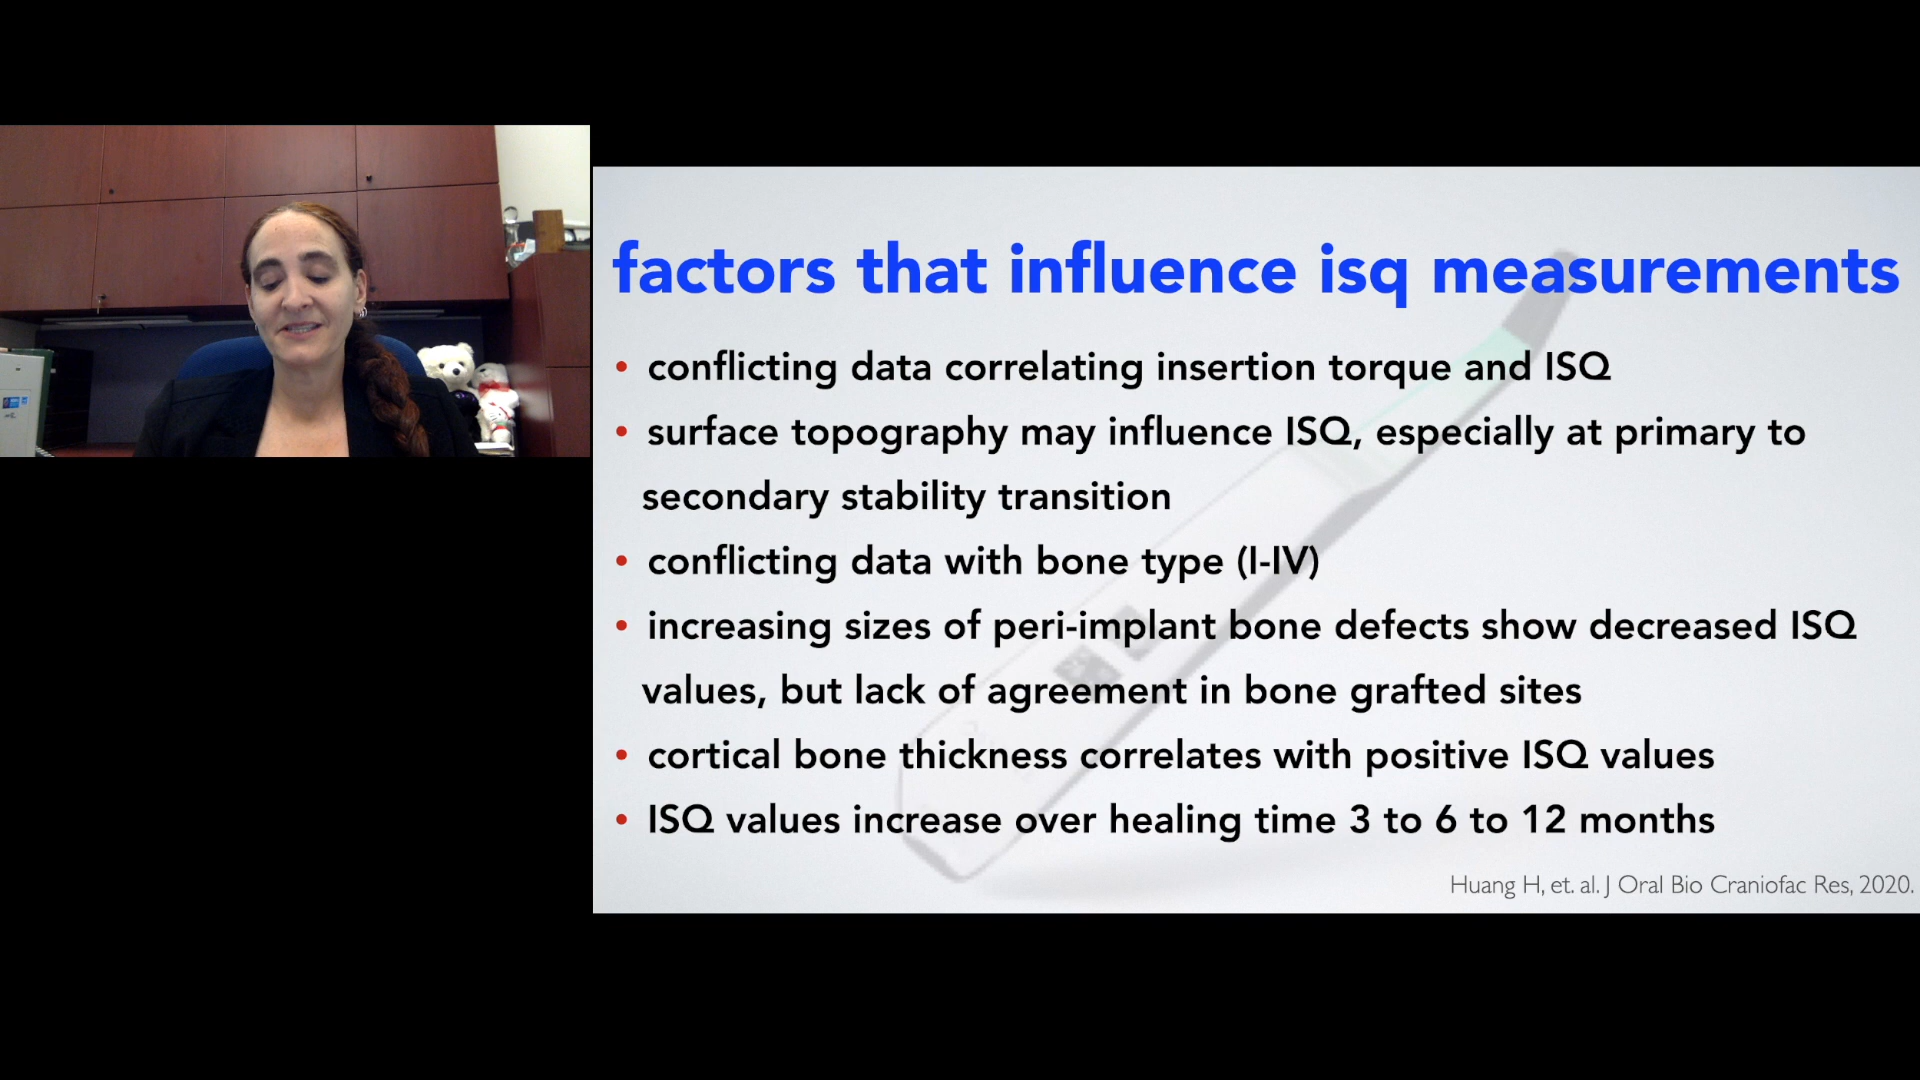 factors that influence isq measurements
• conflicting data correlating insertion torque and ISQ
• surface topography may influence ISQ, especially at primary to
secondary stability transition
• conflicting data with bone type (I-IV)
• increasing sizes of peri-implant bone defects show decreased ISQ
values, but lack of agreement in bone grafted sites
• cortical bone thickness correlates with positive ISQ values
• ISQ values increase over healing time 3 to 6 to 12 months
Huang H, et. al. J Oral Bio Craniofac Res, 2020.